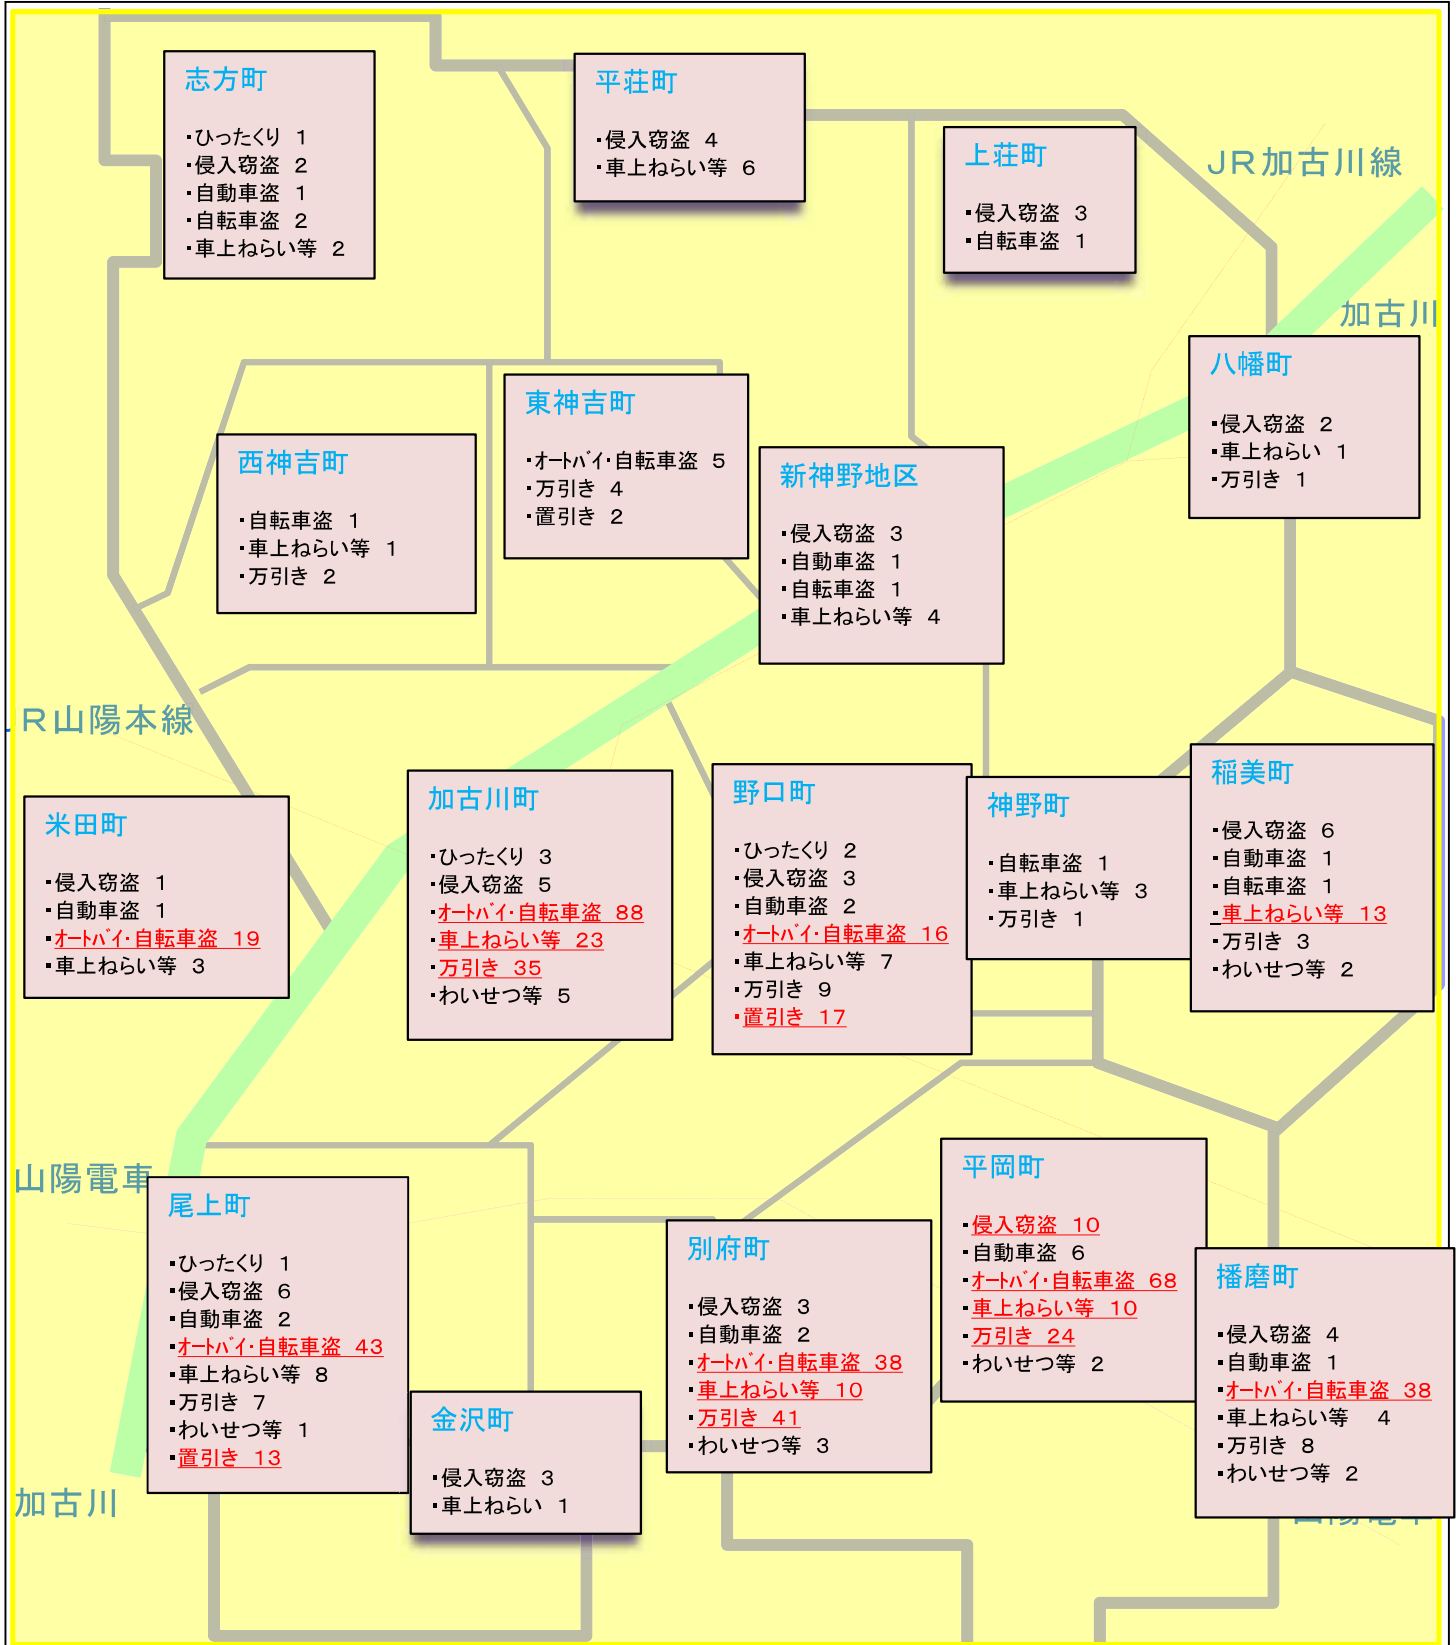 志方町
・ひったくり 1
・侵入窃盗 2
・自動車盗 1
・自転車盗 2
・車上ねらい等 2
平荘町
・侵入窃盗 4
・車上ねらい等 6
上荘町
・侵入窃盗 3
・自転車盗 1
JR加古川線
加古川
八幡町
・侵入窃盗 2
・車上ねらい 1
・万引き 1
東神吉町
・オートバイ・自転車盗 5
・万引き 4
・置引き 2
西神吉町
・自転車盗 1
・車上ねらい等 1
・万引き 2
新神野地区
・侵入窃盗 3
・自動車盗 1
・自転車盗 1
・車上ねらい等 4
JR山陽本線
米田町
・侵入窃盗 1
・自動車盗 1
・オートバイ・自転車盗 19
・車上ねらい等 3
加古川町
・ひったくり 3
・侵入窃盗 5
・オートバイ・自転車盗 88
・車上ねらい等 23
・万引き 35
・わいせつ等 5
野口町
・ひったくり 2
・侵入窃盗 3
・自動車盗 2
・オートバイ・自転車盗 16
・車上ねらい等 7
・万引き 9
・置引き 17
神野町
・自転車盗 1
・車上ねらい等 3
・万引き 1
稲美町
・侵入窃盗 6
・自動車盗 1
・自転車盗 1
・車上ねらい等 13
・万引き 3
・わいせつ等 2
山陽電車
尾上町
・ひったくり 1
・侵入窃盗 6
・自動車盗 2
・オートバイ・自転車盗 43
・車上ねらい等 8
・万引き 7
・わいせつ等 1
・置引き 13
加古川
金沢町
・侵入窃盗 3
・車上ねらい 1
別府町
・侵入窃盗 3
・自動車盗 2
・オートバイ・自転車盗 38
・車上ねらい等 10
・万引き 41
・わいせつ等 3
平岡町
・侵入窃盗 10
・自動車盗 6
・オートバイ・自転車盗 68
・車上ねらい等 10
・万引き 24
・わいせつ等 2
播磨町
・侵入窃盗 4
・自動車盗 1
・オートバイ・自転車盗 38
・車上ねらい等 4
・万引き 8
・わいせつ等 2